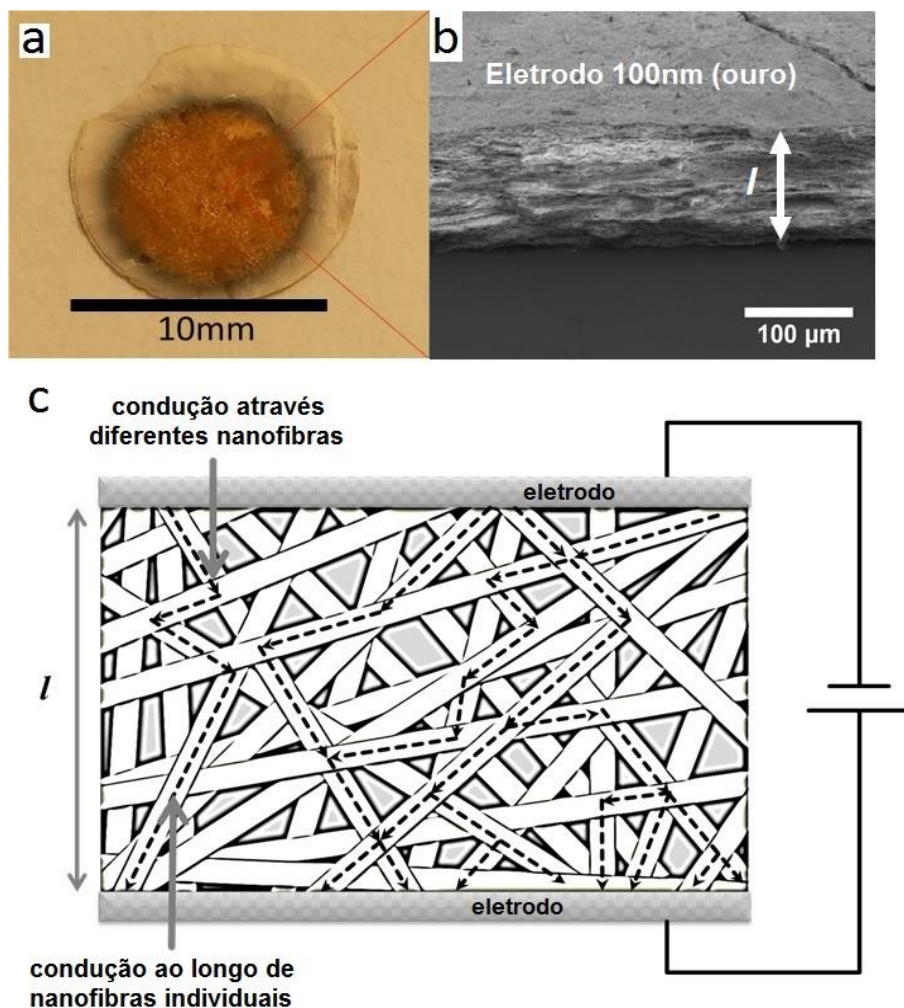 a
10mm
b
Eletrodo 100nm (ouro)
l
100 µm
c
condução através
diferentes nanofibras
eletrodo
l
eletrodo
condução ao longo de
nanofibras individuais